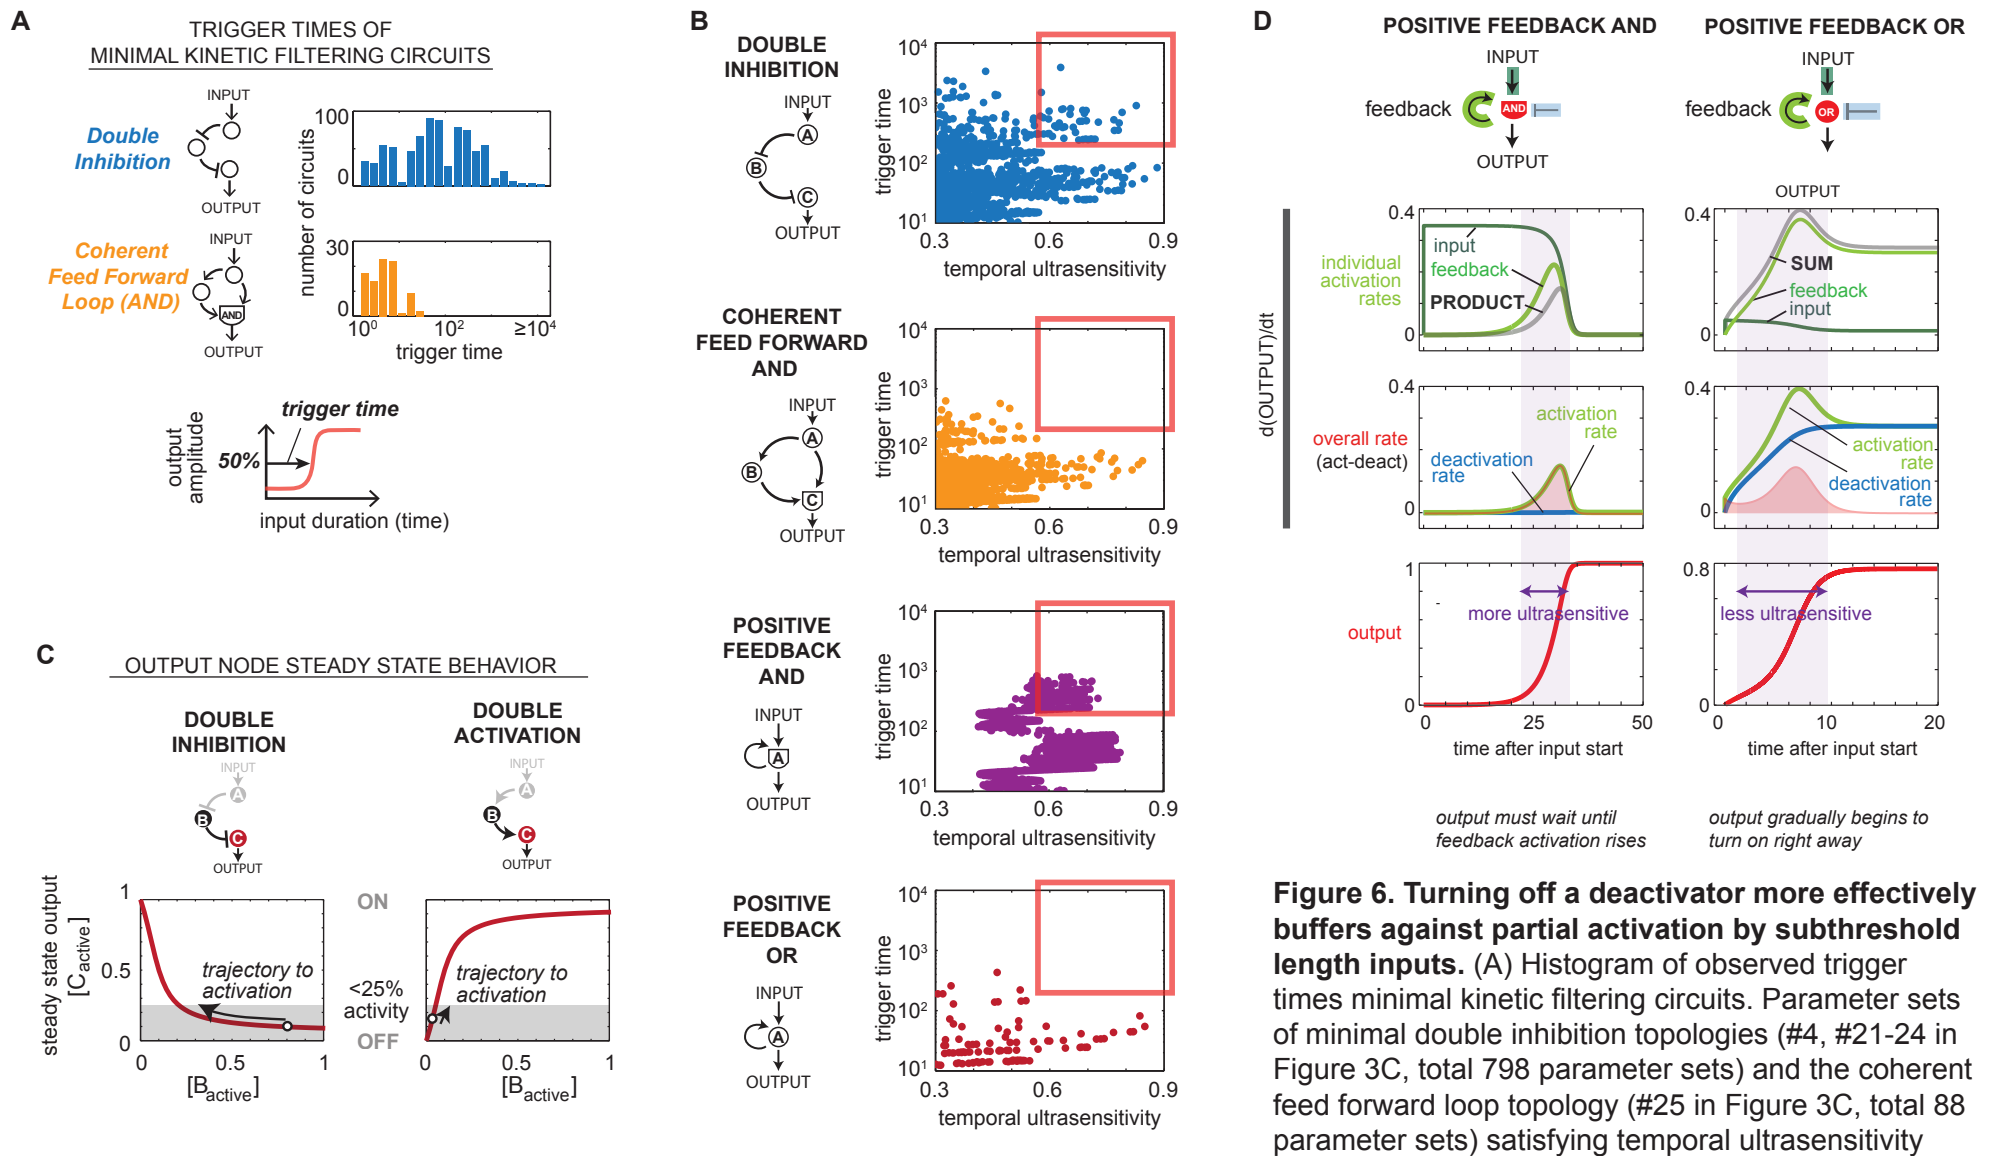 A
TRIGGER TIMES OF
MINIMAL KINETIC FILTERING CIRCUITS
INPUT
Double
Inhibition
OUTPUT
INPUT
Coherent
Feed Forward
Loop (AND)
AND
OUTPUT
number of circuits
100
50
0
30
0
10⁰
10²
≥10⁴
trigger time
output
amplitude
50%
trigger time
input duration (time)
B
DOUBLE
INHIBITION
INPUT
A
B
C
OUTPUT
trigger time
10⁴
10³
10²
10¹
0.3
0.6
0.9
temporal ultrasensitivity
COHERENT
FEED FORWARD
AND
INPUT
A
B
C
OUTPUT
trigger time
10⁴
10³
10²
10¹
0.3
0.6
0.9
temporal ultrasensitivity
POSITIVE
FEEDBACK
AND
INPUT
A
OUTPUT
trigger time
10⁴
10³
10²
10¹
0.3
0.6
0.9
temporal ultrasensitivity
POSITIVE
FEEDBACK
OR
INPUT
A
OUTPUT
trigger time
10⁴
10³
10²
10¹
0.3
0.6
0.9
temporal ultrasensitivity
C
OUTPUT NODE STEADY STATE BEHAVIOR
DOUBLE
INHIBITION
INPUT
A
B
C
OUTPUT
DOUBLE
ACTIVATION
INPUT
A
B
C
OUTPUT
steady state output
[Cactive]
1
0.5
0
trajectory to
activation
0
0.5
1
[Bactive]
ON
<25%
activity
OFF
trajectory to
activation
0
0.5
1
[Bactive]
D
POSITIVE FEEDBACK AND
INPUT
feedback
AND
OUTPUT
POSITIVE FEEDBACK OR
INPUT
feedback
OR
OUTPUT
d(OUTPUT)/dt
individual
activation
rates
0.4
0
input
feedback
PRODUCT
0.4
0
SUM
feedback
input
overall rate
(act-deact)
0.4
0
deactivation
rate
activation
rate
0.4
0
activation
rate
deactivation
rate
output
1
0
more ultrasensitive
0
25
50
time after input start
0.8
0
less ultrasensitive
0
10
20
time after input start
output must wait until
feedback activation rises
output gradually begins to
turn on right away
Figure 6. Turning off a deactivator more effectively
buffers against partial activation by subthreshold
length inputs. (A) Histogram of observed trigger
times minimal kinetic filtering circuits. Parameter sets
of minimal double inhibition topologies (#4, #21-24 in
Figure 3C, total 798 parameter sets) and the coherent
feed forward loop topology (#25 in Figure 3C, total 88
parameter sets) satisfying temporal ultrasensitivity